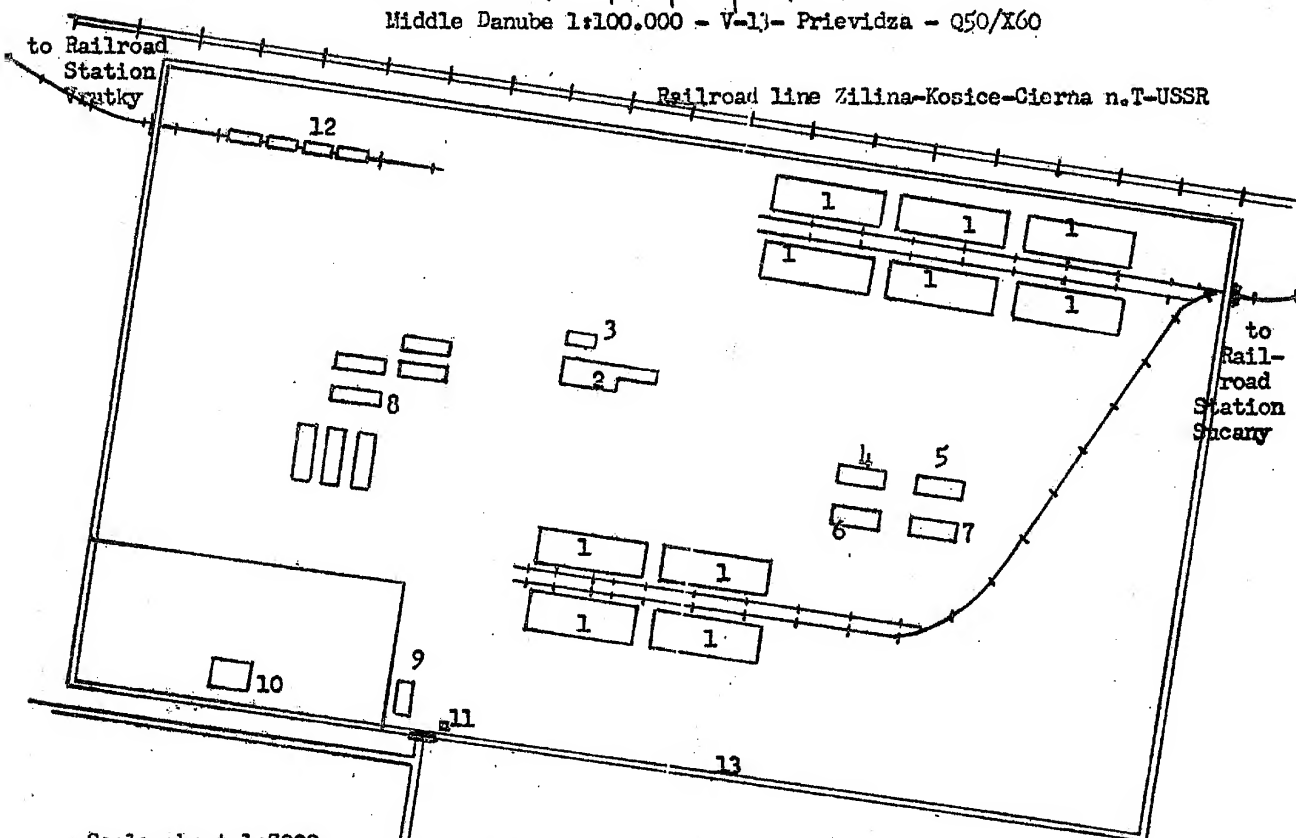 Middle Danube 1:100.000 - V-13- Prievidza - Q50/X60
to Railroad
Station
Vrutky
Railroad line Zilina-Kosice-Cierna n.T-USSR
12
1
1
1
1
1
1
to
Rail-
road
Station
Sucany
3
2
8
4
5
6
7
1
1
1
1
9
10
11
13